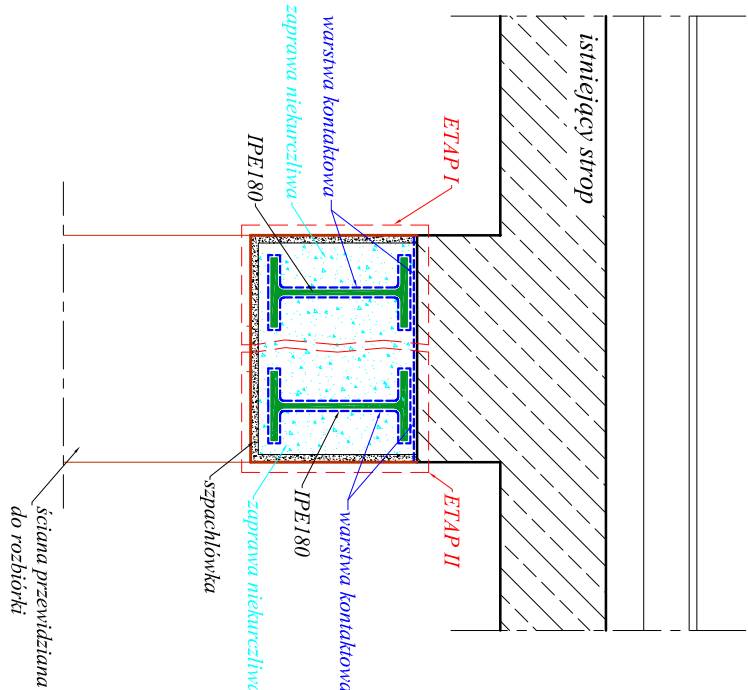 istniejący strop
ETAP I
warstwa kontaktowa
zaprawa niekurczliwa
IPE180
ETAP II
warstwa kontaktowa
IPE180
zaprawa niekurczliwa
szpachlówka
ściana przewidziana
do rozbiórki